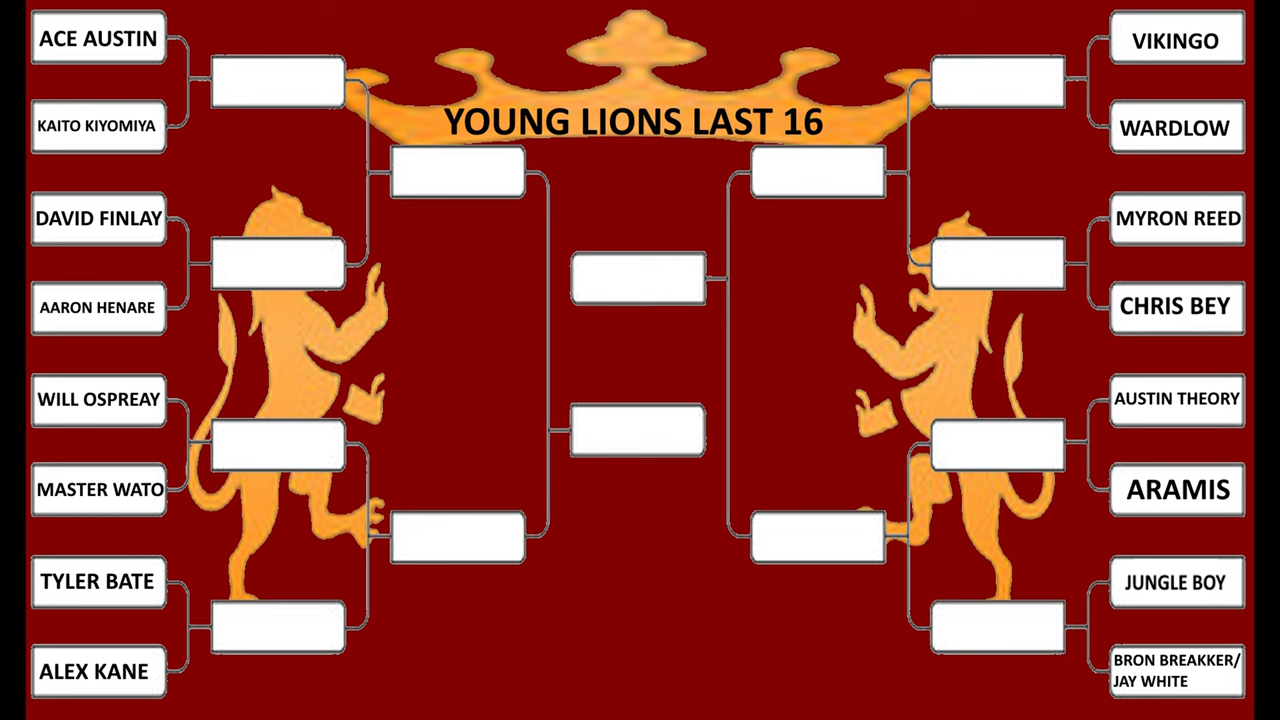 YOUNG LIONS LAST 16
ACE AUSTIN
KAITO KIYOMIYA
DAVID FINLAY
AARON HENARE
WILL OSPREAY
MASTER WATO
TYLER BATE
ALEX KANE
VIKINGO
WARDLOW
MYRON REED
CHRIS BEY
AUSTIN THEORY
ARAMIS
JUNGLE BOY
BRON BREAKKER/
JAY WHITE